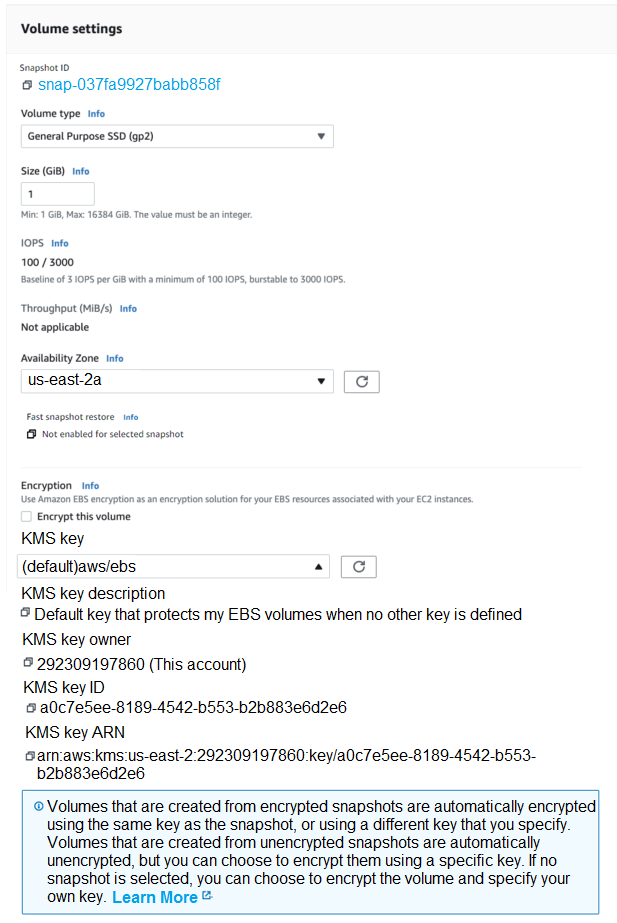 Volume settings
Snapshot ID
snap-037fa9927babb858f
Volume type Info
General Purpose SSD (gp2)
Size (GiB) Info
1
Min: 1 GiB, Max: 16384 GiB. The value must be an integer.
IOPS Info
100 / 3000
Baseline of 3 IOPS per GiB with a minimum of 100 IOPS, burstable to 3000 IOPS.
Throughput (MiB/s) Info
Not applicable
Availability Zone Info
us-east-2a
Fast snapshot restore Info
Not enabled for selected snapshot
Encryption Info
Use Amazon EBS encryption as an encryption solution for your EBS resources associated with your EC2 instances.
Encrypt this volume
KMS key
(default)aws/ebs
KMS key description
Default key that protects my EBS volumes when no other key is defined
KMS key owner
292309197860 (This account)
KMS key ID
a0c7e5ee-8189-4542-b553-b2b883e6d2e6
KMS key ARN
arn:aws:kms:us-east-2:292309197860:key/a0c7e5ee-8189-4542-b553-
b2b883e6d2e6
Volumes that are created from encrypted snapshots are automatically encrypted
using the same key as the snapshot, or using a different key that you specify.
Volumes that are created from unencrypted snapshots are automatically
unencrypted, but you can choose to encrypt them using a specific key. If no
snapshot is selected, you can choose to encrypt the volume and specify your
own key. Learn More